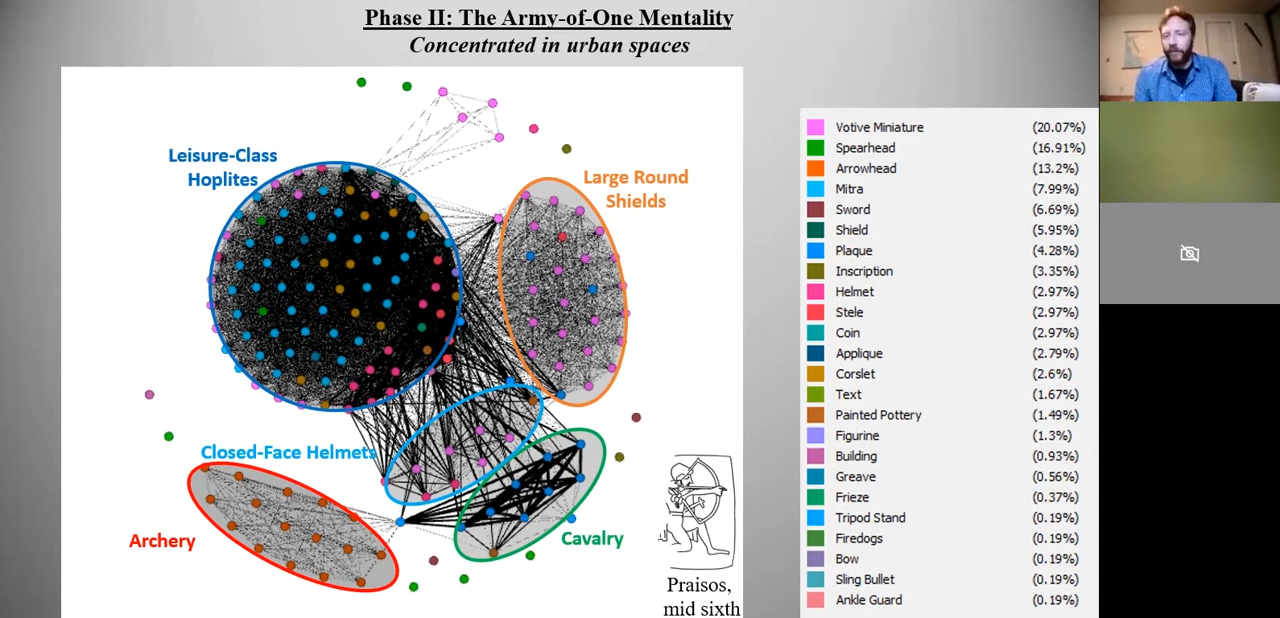 Phase II: The Army-of-One Mentality
Concentrated in urban spaces
Leisure-Class
Hoplites
Large Round
Shields
Closed-Face Helmets
Archery
Cavalry
Praisos,
mid sixth
Votive Miniature (20.07%)
Spearhead (16.91%)
Arrowhead (13.2%)
Mitra (7.99%)
Sword (6.69%)
Shield (5.95%)
Plaque (4.28%)
Inscription (3.35%)
Helmet (2.97%)
Stele (2.97%)
Coin (2.97%)
Applique (2.79%)
Corslet (2.6%)
Text (1.67%)
Painted Pottery (1.49%)
Figurine (1.3%)
Building (0.93%)
Greave (0.56%)
Frieze (0.37%)
Tripod Stand (0.19%)
Firedogs (0.19%)
Bow (0.19%)
Sling Bullet (0.19%)
Ankle Guard (0.19%)